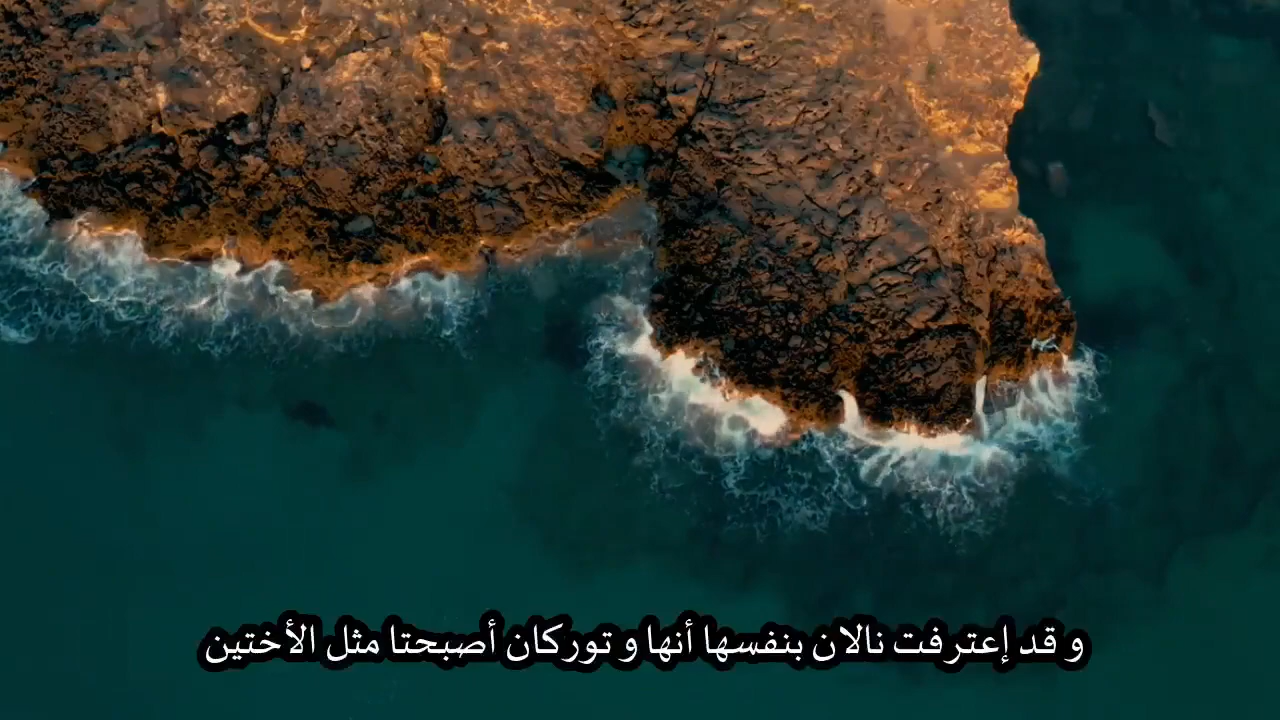 و قد إعترفت نالان بنفسها أنها و توركان أصبحتا مثل الأختين